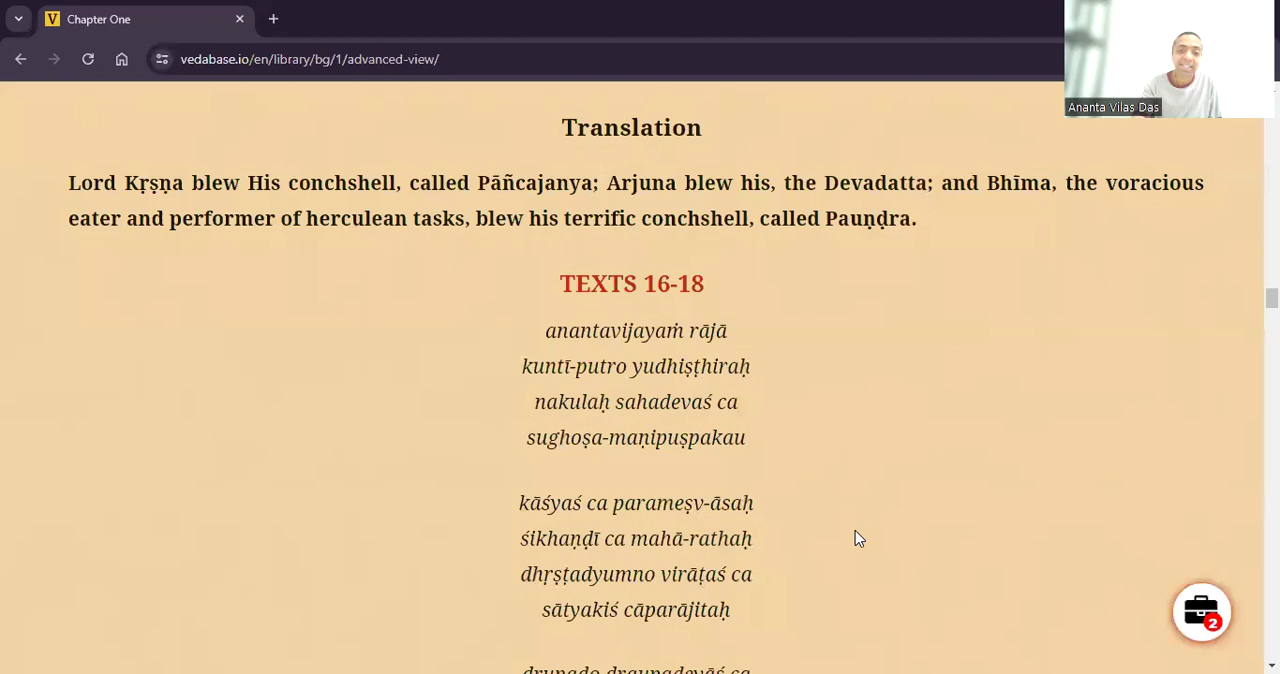 Chapter One
vedabase.io/en/library/bg/1/advanced-view/
Ananta Vilas Das
Translation
Lord Kṛṣṇa blew His conchshell, called Pāñcajanya; Arjuna blew his, the Devadatta; and Bhīma, the voracious
eater and performer of herculean tasks, blew his terrific conchshell, called Pauṇḍra.
TEXTS 16-18
anantavijayaṁ rājā
kuntī-putro yudhiṣṭhiraḥ
nakulaḥ sahadevaś ca
sughoṣa-maṇipuṣpakau
kāśyaś ca parameṣv-āsaḥ
śikhaṇḍī ca mahā-rathaḥ
dhṛṣṭadyumno virāṭaś ca
sātyakiś cāparājitaḥ
drupado draupadeyāś ca
2